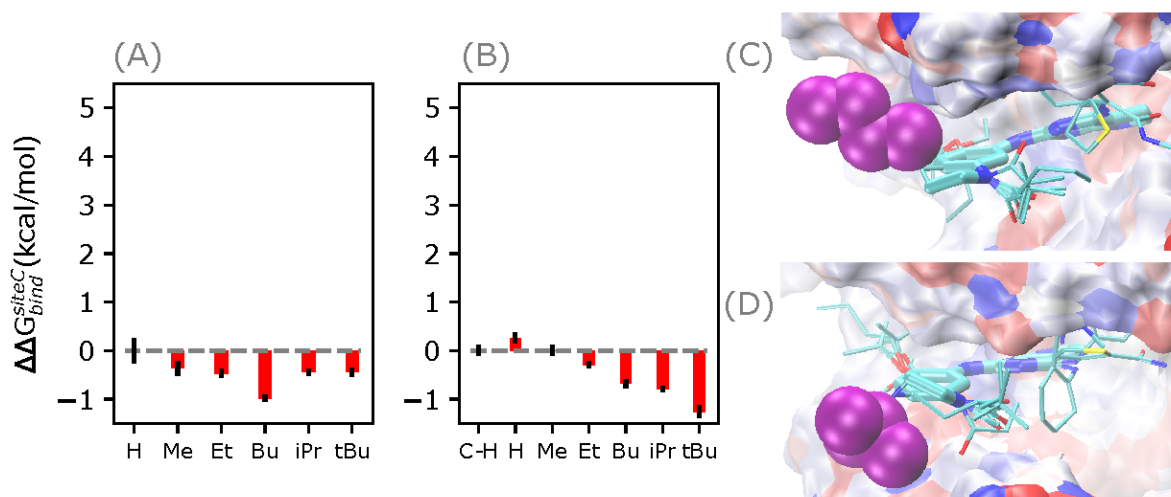 (A)
(B)
(C)
ΔΔG^{siteC}_{bind}(kcal/mol)
5
4
3
2
1
0
−1
H Me Et Bu iPr tBu
5
4
3
2
1
0
−1
C-H H Me Et Bu iPr tBu
(D)